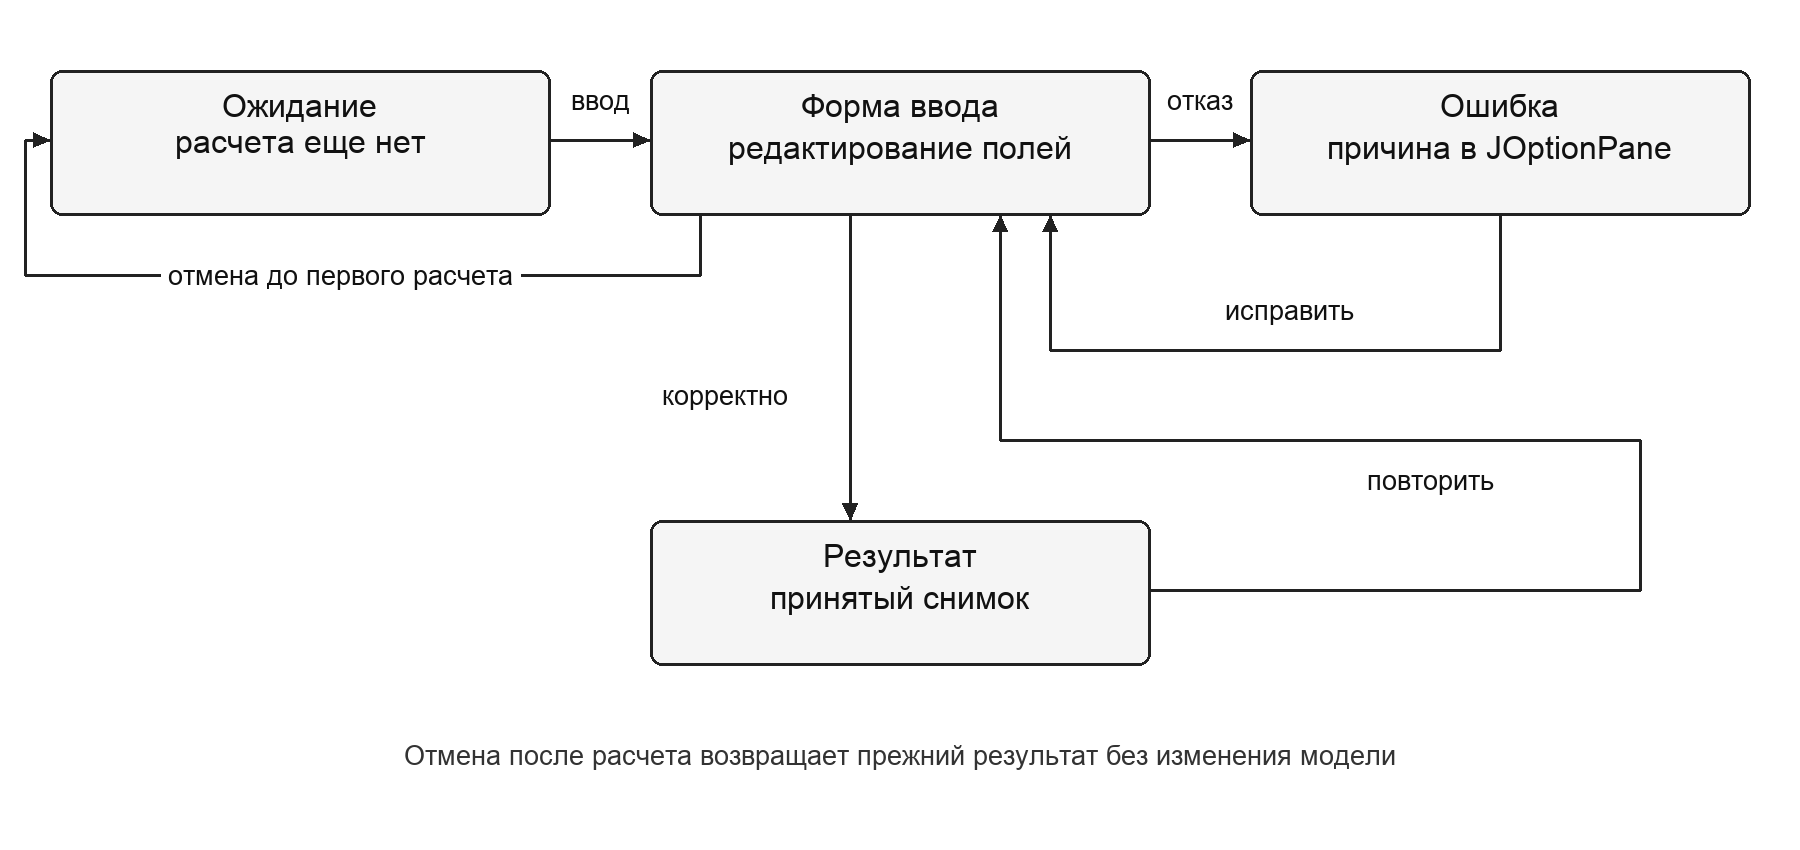 Ожидание
расчета еще нет
ввод
Форма ввода
редактирование полей
отказ
Ошибка
причина в JOptionPane
отмена до первого расчета
исправить
корректно
повторить
Результат
принятый снимок
Отмена после расчета возвращает прежний результат без изменения модели